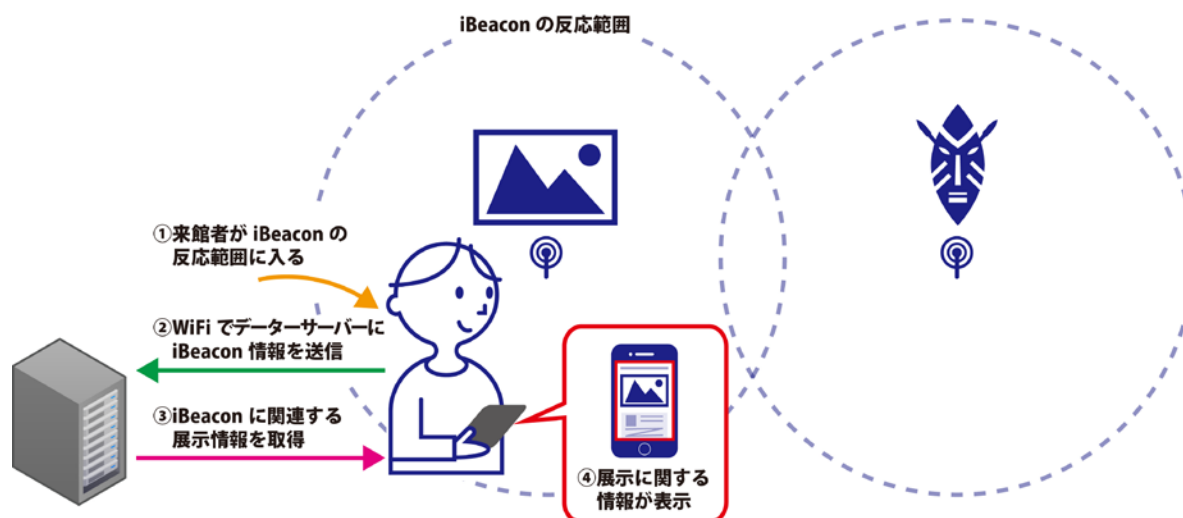 iBeacon の反応範囲
①来館者が iBeacon の
反応範囲に入る
②WiFi でデーターサーバーに
iBeacon 情報を送信
③iBeacon に関連する
展示情報を取得
④展示に関する
情報が表示